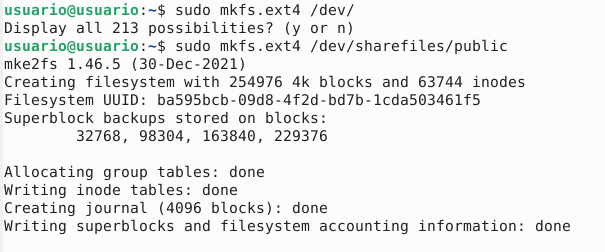 usuario@usuario:~$ sudo mkfs.ext4 /dev/
Display all 213 possibilities? (y or n)
usuario@usuario:~$ sudo mkfs.ext4 /dev/sharefiles/public
mke2fs 1.46.5 (30-Dec-2021)
Creating filesystem with 254976 4k blocks and 63744 inodes
Filesystem UUID: ba595bcb-09d8-4f2d-bd7b-1cda503461f5
Superblock backups stored on blocks:
        32768, 98304, 163840, 229376

Allocating group tables: done
Writing inode tables: done
Creating journal (4096 blocks): done
Writing superblocks and filesystem accounting information: done